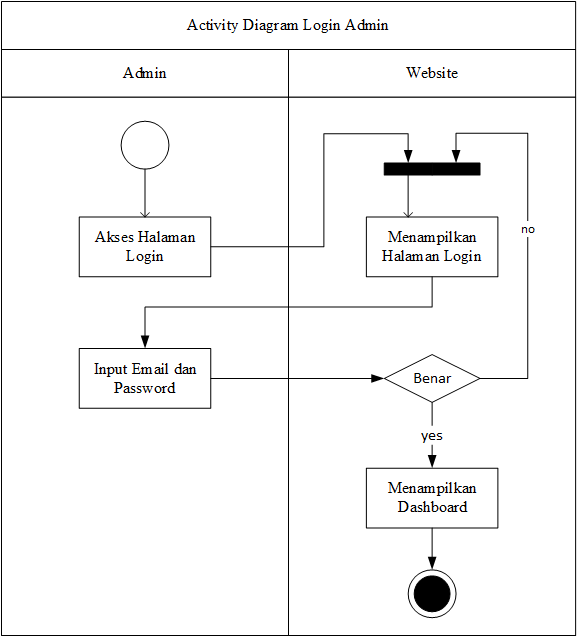 Activity Diagram Login Admin
Admin
Website
Akses Halaman
Login
Menampilkan
Halaman Login
no
Input Email dan
Password
Benar
yes
Menampilkan
Dashboard